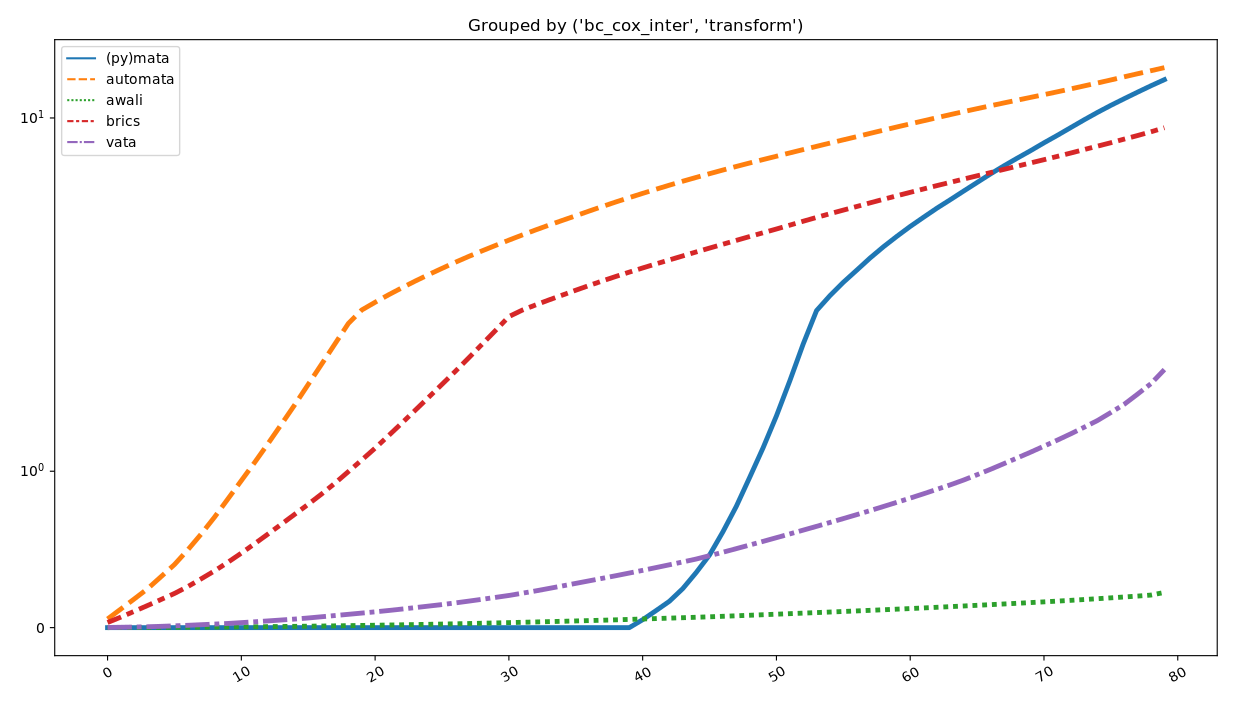 Grouped by ('bc_cox_inter', 'transform')
(py)mata
automata
awali
brics
vata
10^1
10^0
0
0 10 20 30 40 50 60 70 80